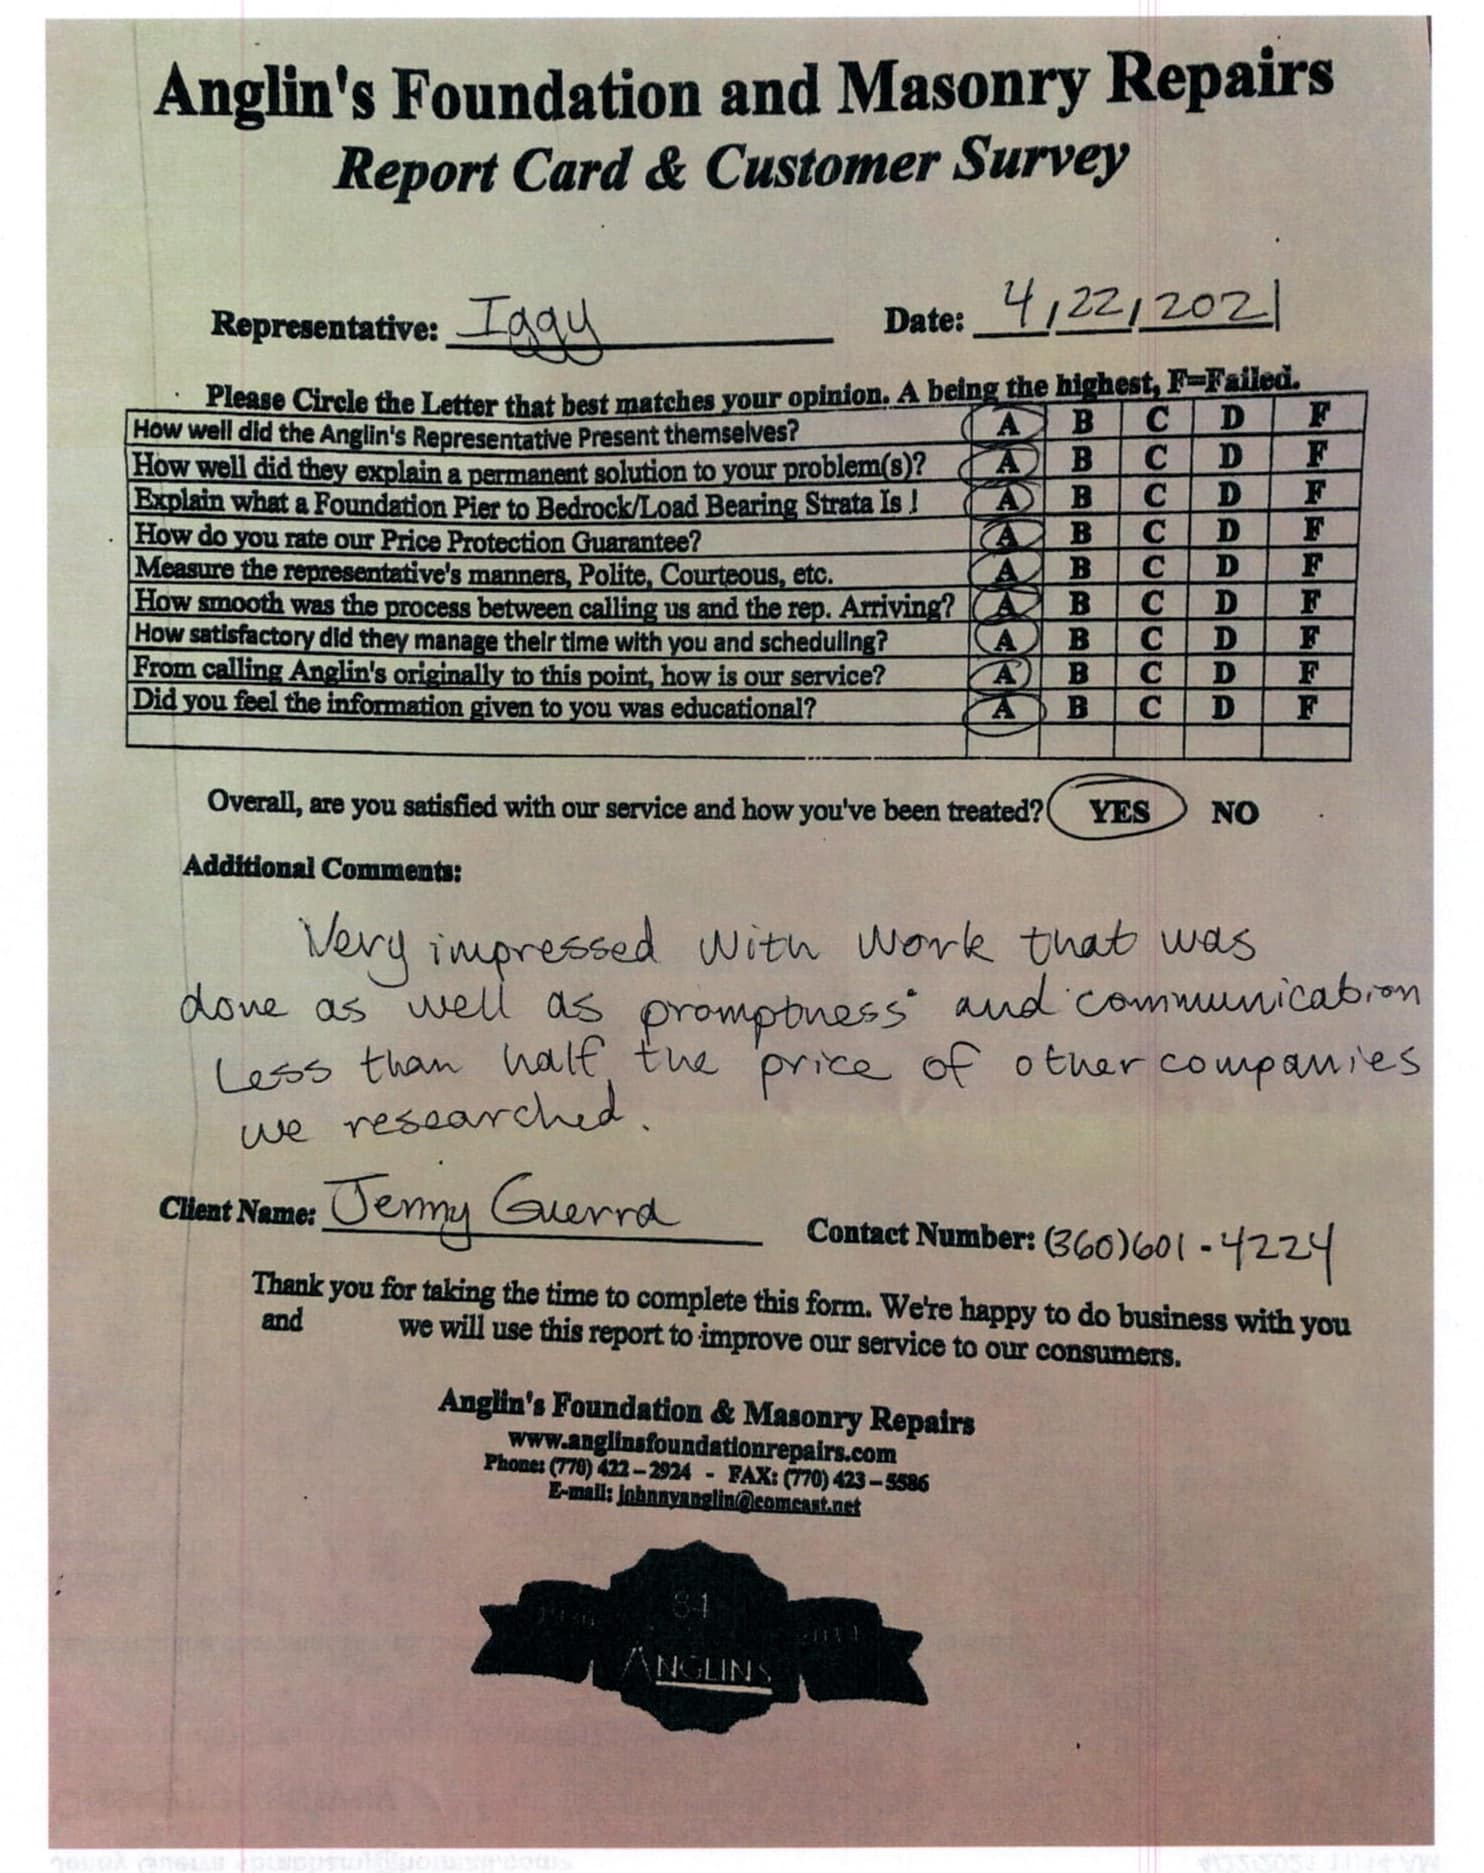 Anglin's Foundation and Masonry Repairs
Report Card & Customer Survey
Representative: Iggy Date: 4/22/2021
Please Circle the Letter that best matches your opinion. A being the highest, F=Failed.
How well did the Anglin's Representative Present themselves? A B C D F
How well did they explain a permanent solution to your problem(s)? A B C D F
Explain what a Foundation Pier to Bedrock/Load Bearing Strata Is ! A B C D F
How do you rate our Price Protection Guarantee? A B C D F
Measure the representative's manners, Polite, Courteous, etc. A B C D F
How smooth was the process between calling us and the rep. Arriving? A B C D F
How satisfactory did they manage their time with you and scheduling? A B C D F
From calling Anglin's originally to this point, how is our service? A B C D F
Did you feel the information given to you was educational? A B C D F
Overall, are you satisfied with our service and how you've been treated? YES NO
Additional Comments:
Very impressed with work that was
done as well as promptness and communication
Less than half the price of other companies
we researched.
Client Name: Jenny Guerra Contact Number: (360)601-4224
Thank you for taking the time to complete this form. We're happy to do business with you
and we will use this report to improve our service to our consumers.
Anglin's Foundation & Masonry Repairs
www.anglinsfoundationrepairs.com
Phone: (770) 422 – 2924 - FAX: (770) 423 – 5586
E-mail: johnnyanglin@comcast.net
84
ANGLINS